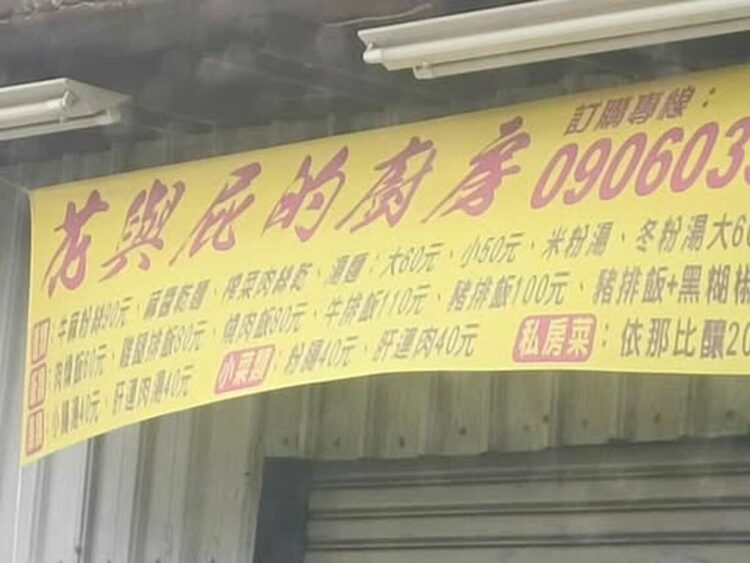 訂購專線：
花與屁的廚房 090603
牛腩粉絲90元、麻醬乾麵、榨菜肉絲乾、湯麵：大60元、小50元、米粉湯、冬粉湯大60
肉燥飯60元、雞腿排飯80元、燒肉飯80元、牛排飯110元、豬排飯100元、豬排飯+黑糊椒
小腸湯40元、肝連肉湯40元 小菜類：粉腸40元、肝連肉40元 私房菜：依那比釀20